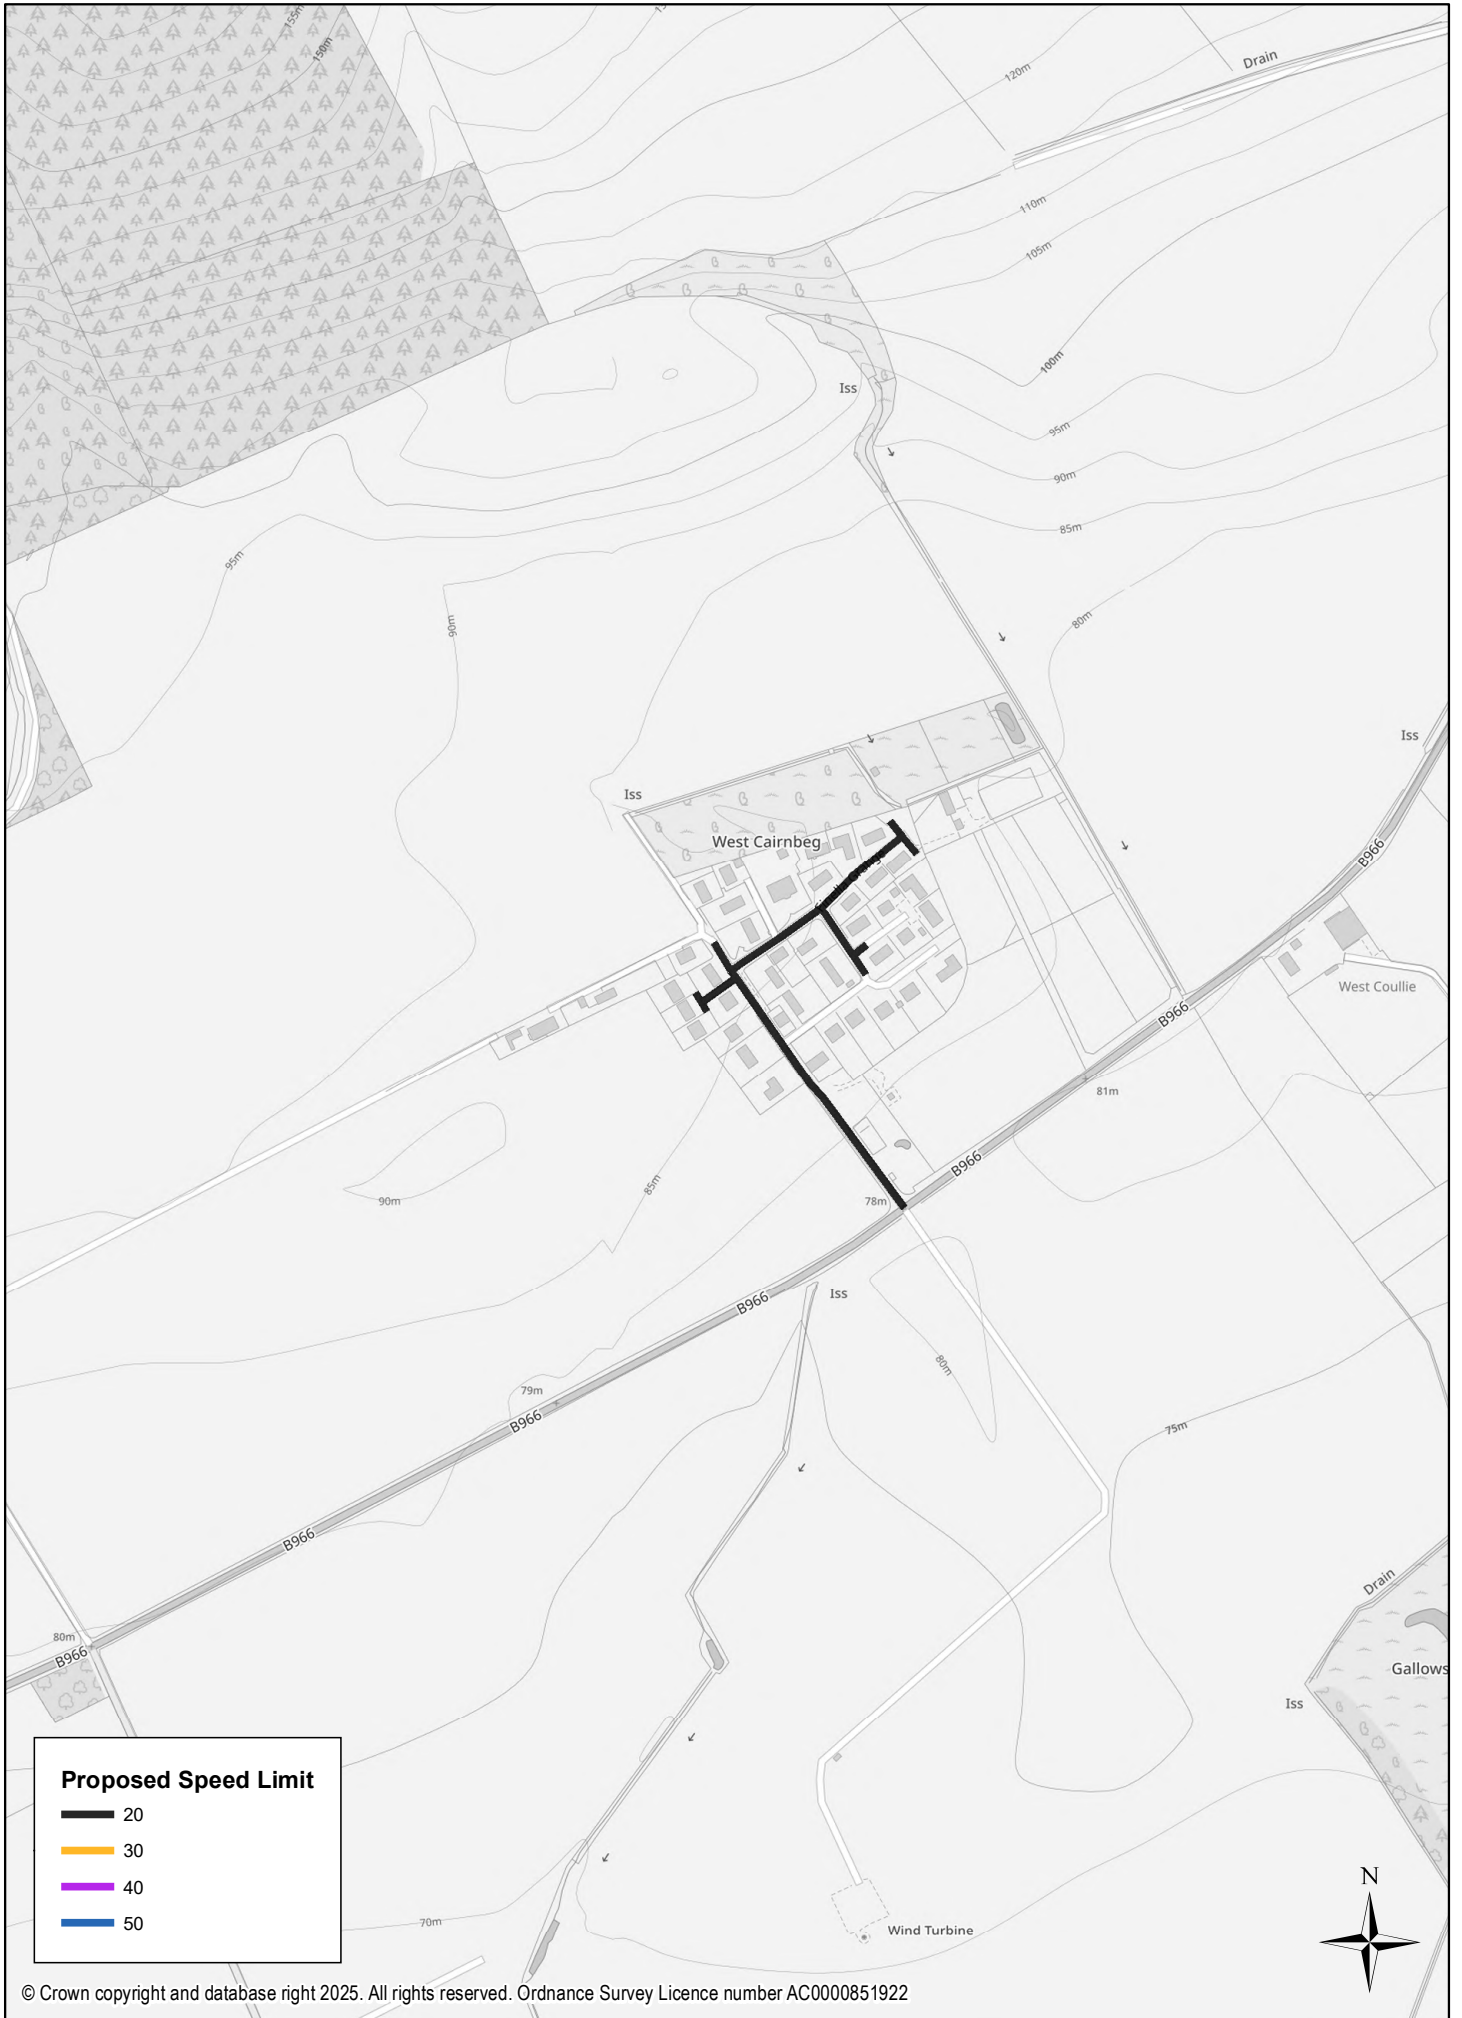 155m
150m
Drain
120m
110m
105m
100m
Iss
95m
90m
85m
95m
90m
80m
Iss
Iss
West Cairnbeg
B966
West Coullie
B966
81m
B966
85m
90m
78m
Iss
B966
80m
79m
B966
75m
B966
Drain
80m
B966
Gallows
Iss
Proposed Speed Limit
20
30
40
50
N
70m
Wind Turbine
© Crown copyright and database right 2025. All rights reserved. Ordnance Survey Licence number AC0000851922